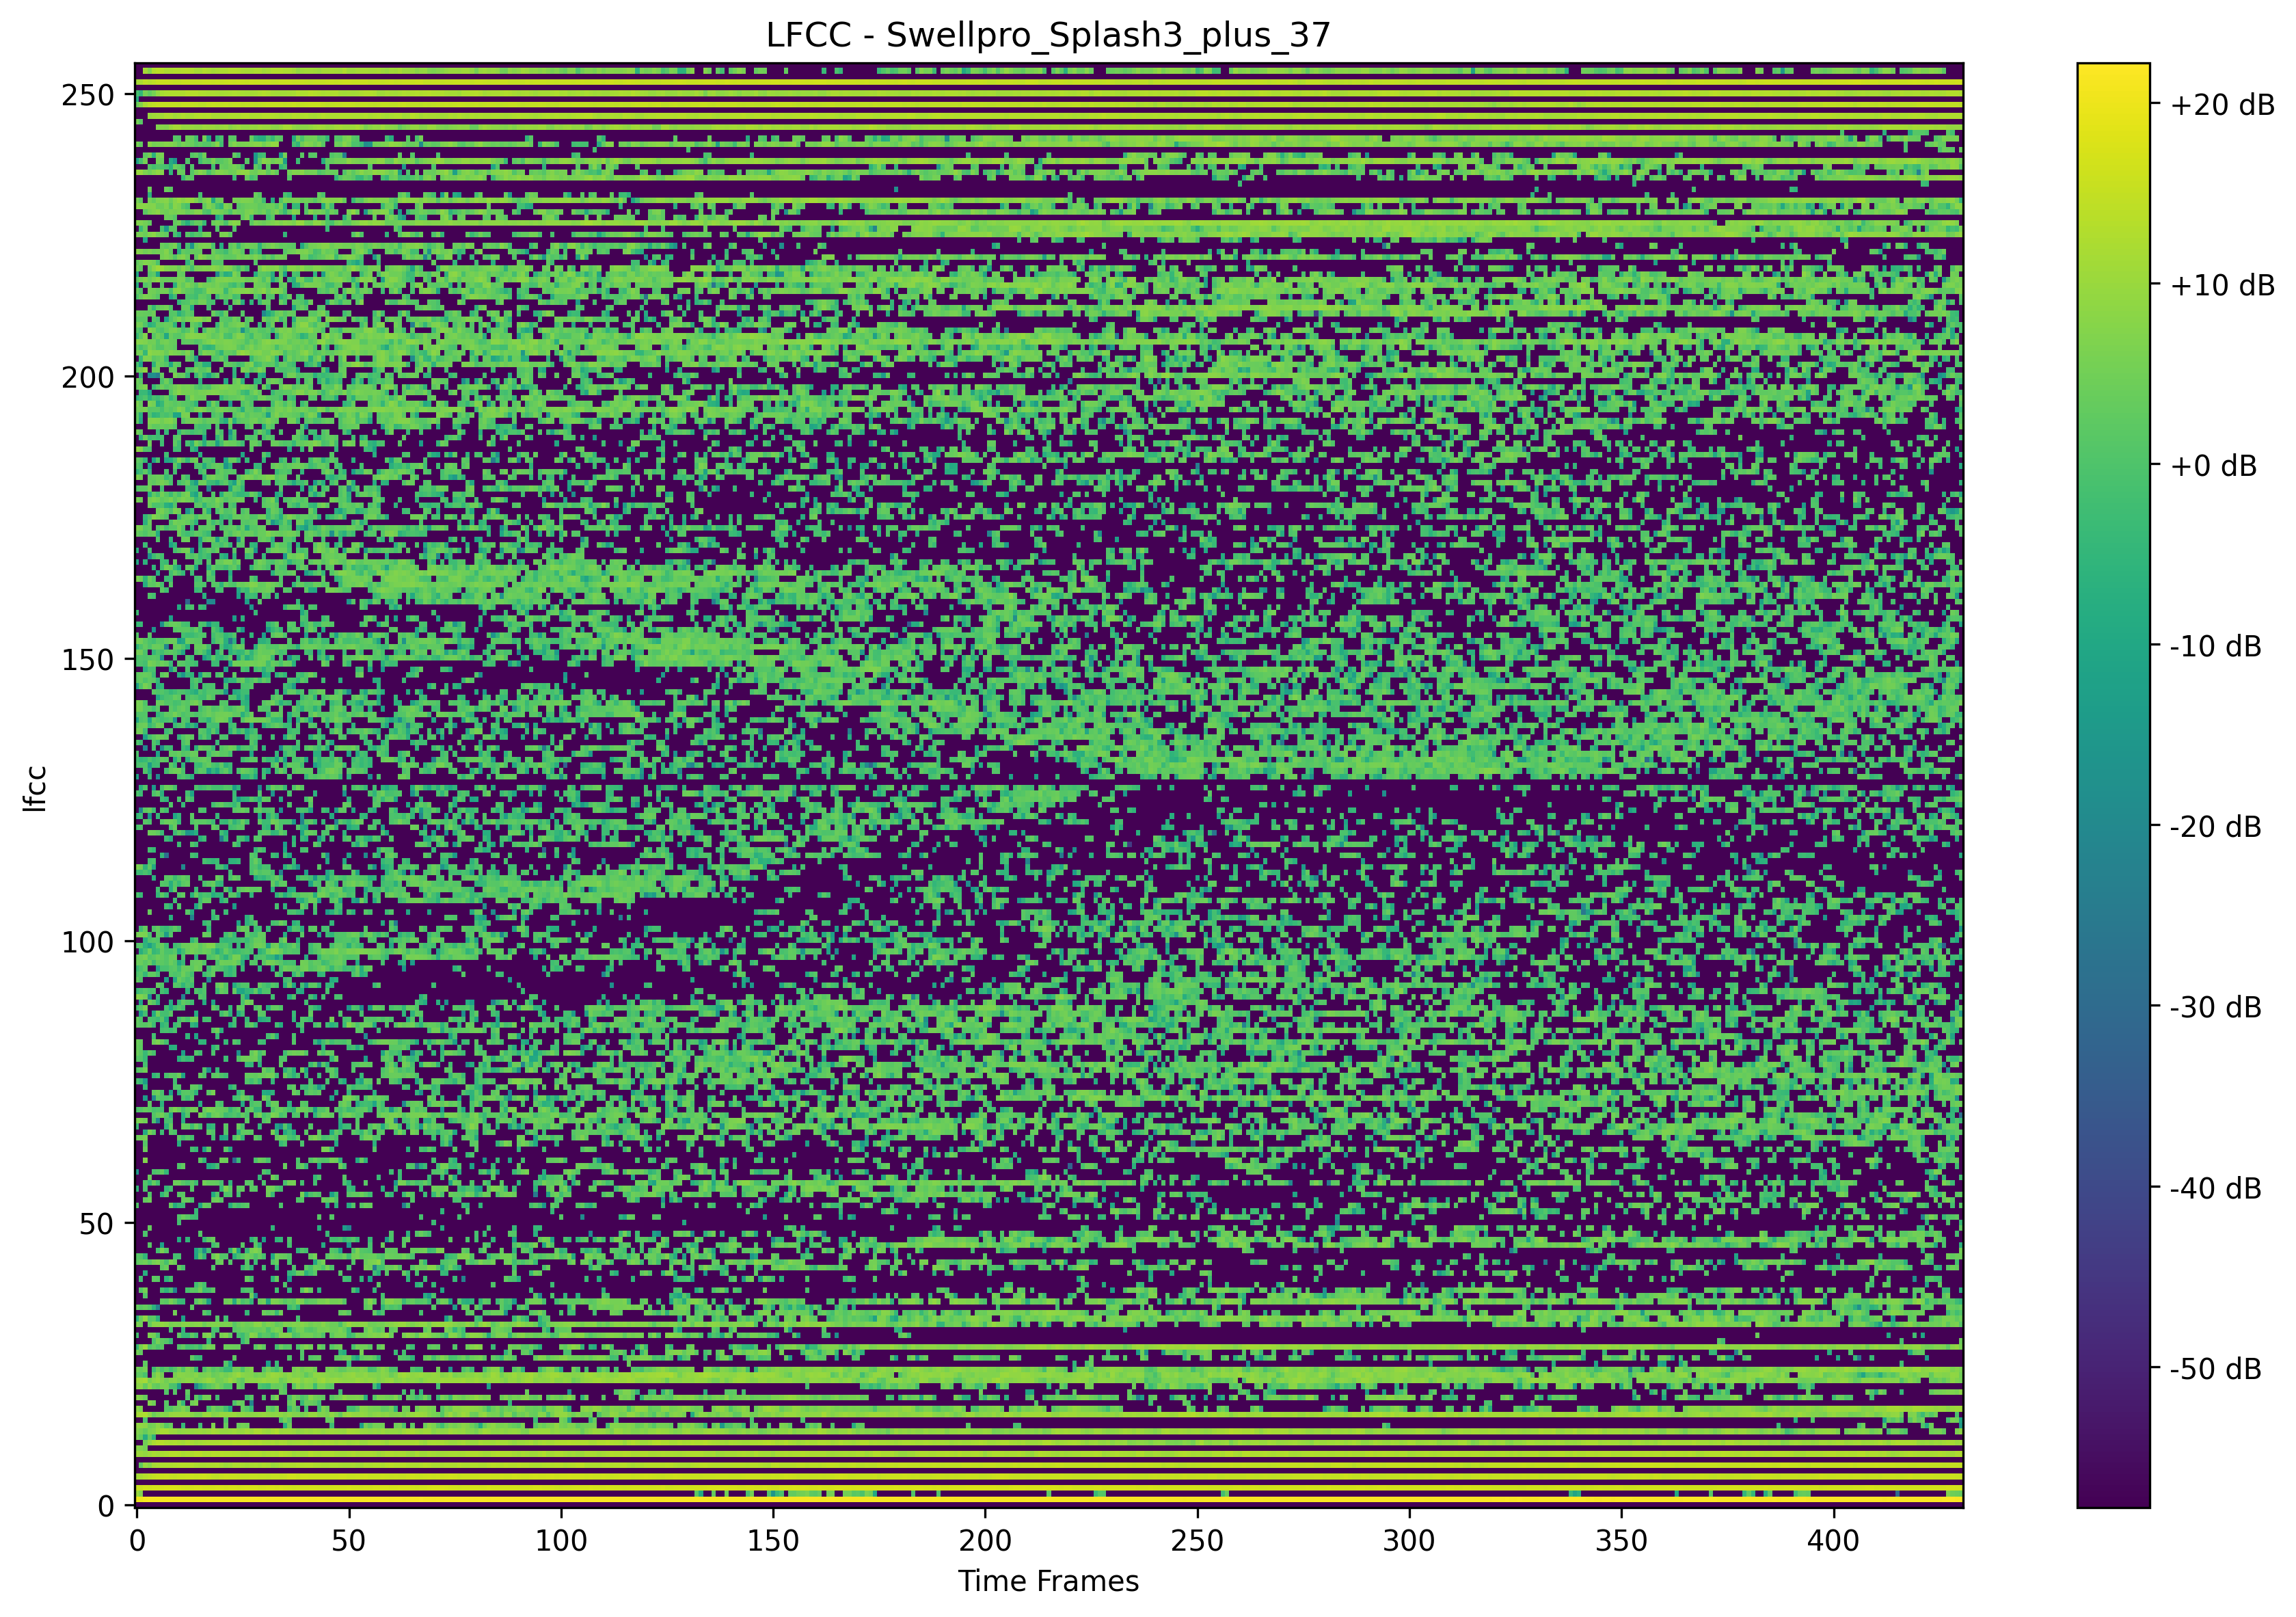 LFCC - Swellpro_Splash3_plus_37
250
200
150
100
50
0
lfcc
0 50 100 150 200 250 300 350 400
Time Frames
+20 dB
+10 dB
+0 dB
-10 dB
-20 dB
-30 dB
-40 dB
-50 dB